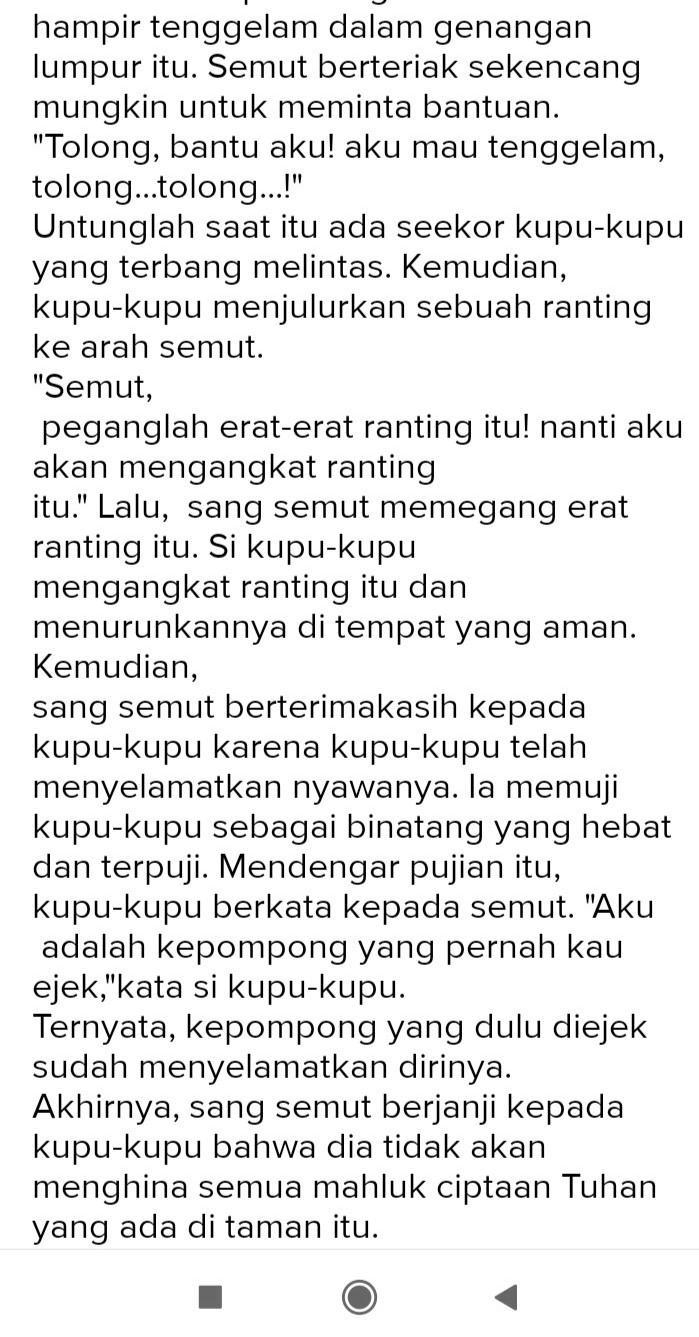 hampir tenggelam dalam genangan
lumpur itu. Semut berteriak sekencang
mungkin untuk meminta bantuan.
"Tolong, bantu aku! aku mau tenggelam,
tolong...tolong...!"
Untunglah saat itu ada seekor kupu-kupu
yang terbang melintas. Kemudian,
kupu-kupu menjulurkan sebuah ranting
ke arah semut.
"Semut,
peganglah erat-erat ranting itu! nanti aku
akan mengangkat ranting
itu." Lalu, sang semut memegang erat
ranting itu. Si kupu-kupu
mengangkat ranting itu dan
menurunkannya di tempat yang aman.
Kemudian,
sang semut berterimakasih kepada
kupu-kupu karena kupu-kupu telah
menyelamatkan nyawanya. Ia memuji
kupu-kupu sebagai binatang yang hebat
dan terpuji. Mendengar pujian itu,
kupu-kupu berkata kepada semut. "Aku
adalah kepompong yang pernah kau
ejek,"kata si kupu-kupu.
Ternyata, kepompong yang dulu diejek
sudah menyelamatkan dirinya.
Akhirnya, sang semut berjanji kepada
kupu-kupu bahwa dia tidak akan
menghina semua mahluk ciptaan Tuhan
yang ada di taman itu.